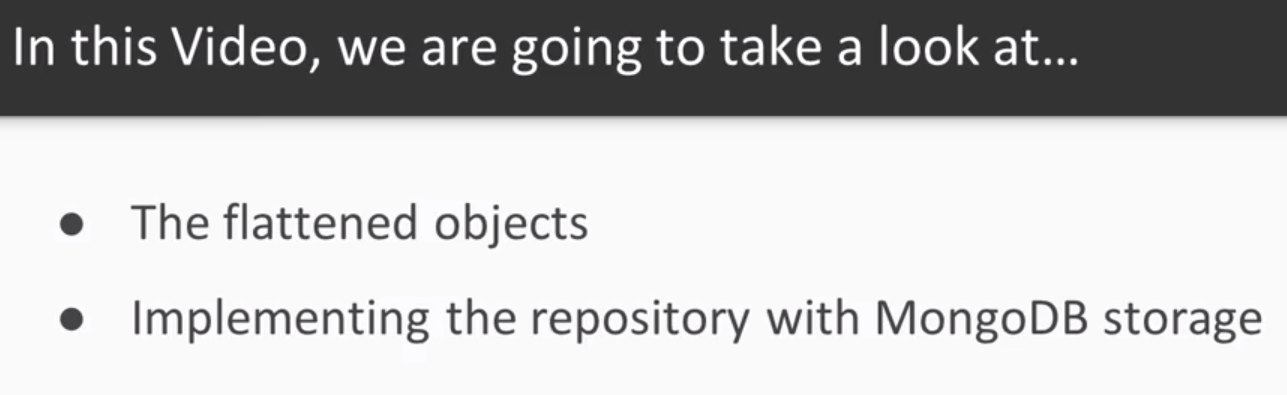 In this Video, we are going to take a look at...
● The flattened objects
● Implementing the repository with MongoDB storage